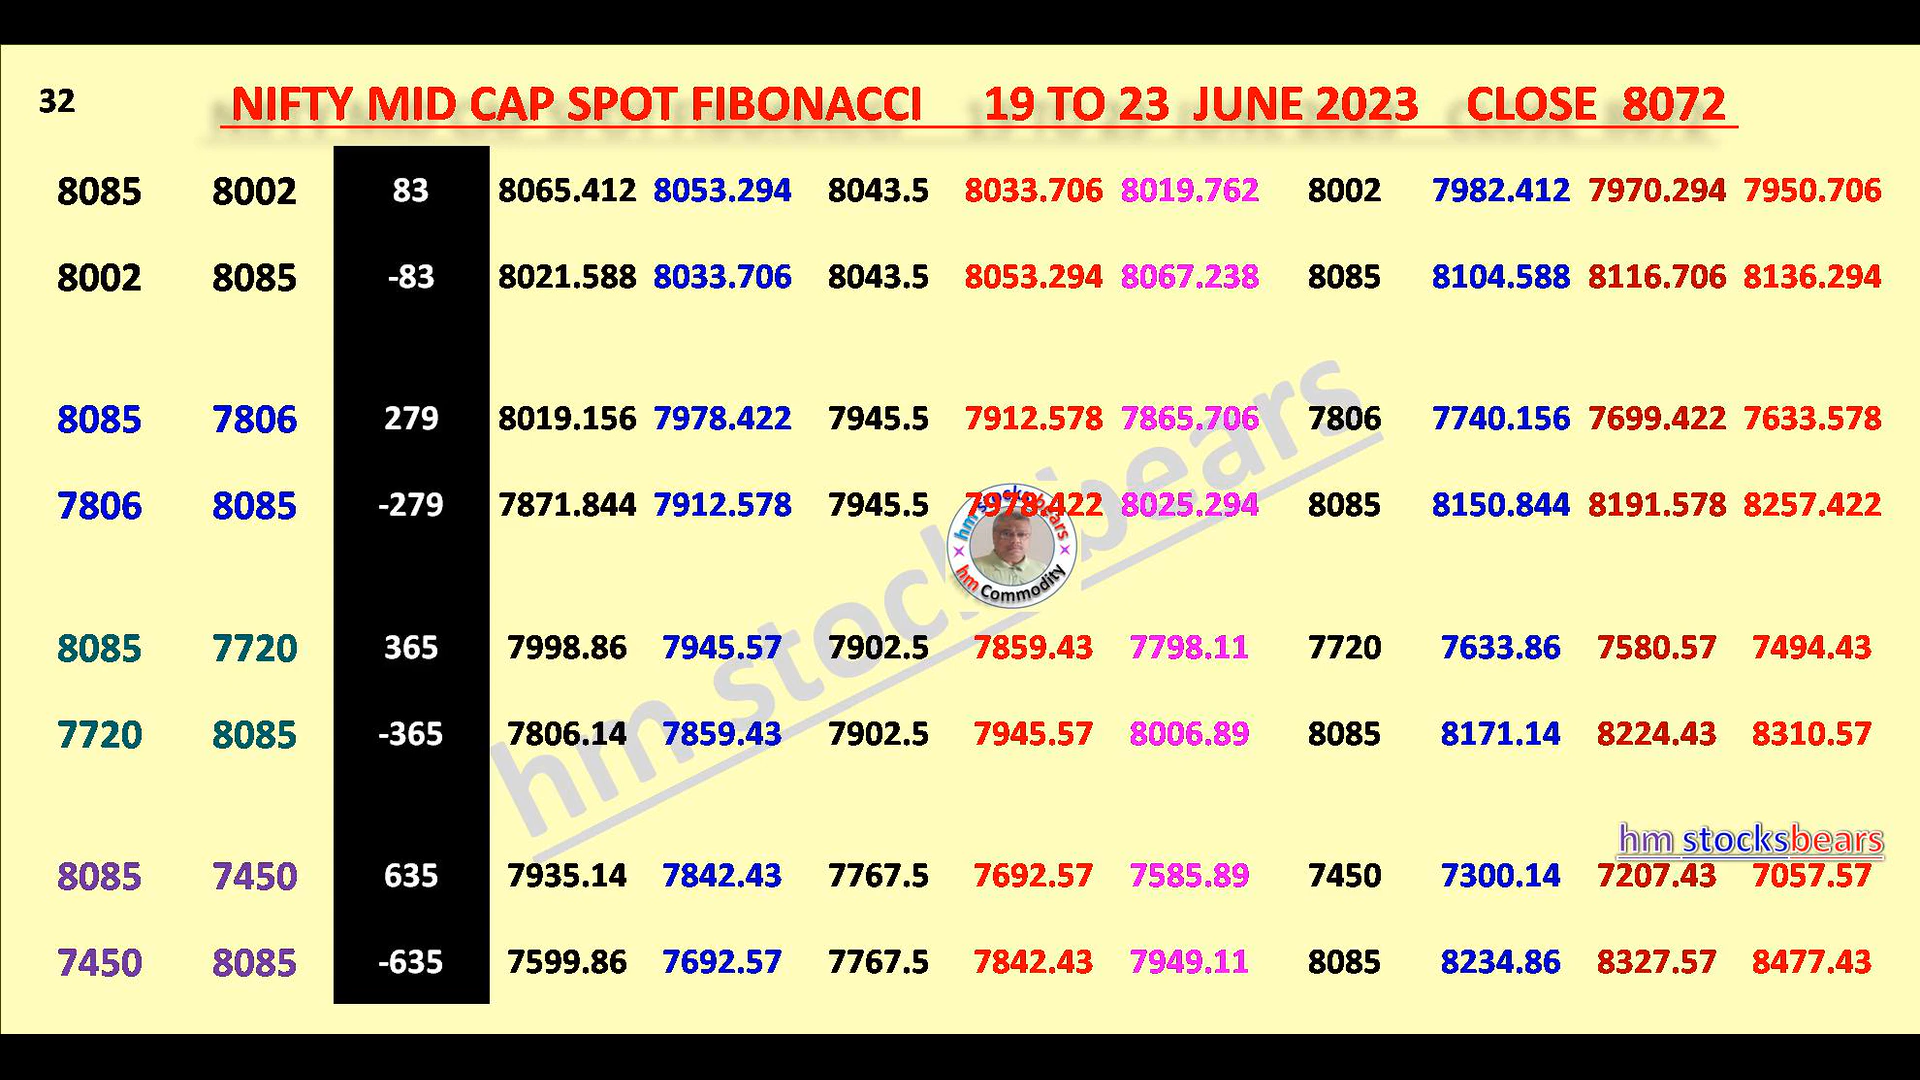 32 NIFTY MID CAP SPOT FIBONACCI 19 TO 23 JUNE 2023 CLOSE 8072
8085 8002 83 8065.412 8053.294 8043.5 8033.706 8019.762 8002 7982.412 7970.294 7950.706
8002 8085 -83 8021.588 8033.706 8043.5 8053.294 8067.238 8085 8104.588 8116.706 8136.294
8085 7806 279 8019.156 7978.422 7945.5 7912.578 7865.706 7806 7740.156 7699.422 7633.578
7806 8085 -279 7871.844 7912.578 7945.5 7978.422 8025.294 8085 8150.844 8191.578 8257.422
hm stocksbears
hm Commodity
hm stocksbears
8085 7720 365 7998.86 7945.57 7902.5 7859.43 7798.11 7720 7633.86 7580.57 7494.43
7720 8085 -365 7806.14 7859.43 7902.5 7945.57 8006.89 8085 8171.14 8224.43 8310.57
hm stocksbears
8085 7450 635 7935.14 7842.43 7767.5 7692.57 7585.89 7450 7300.14 7207.43 7057.57
7450 8085 -635 7599.86 7692.57 7767.5 7842.43 7949.11 8085 8234.86 8327.57 8477.43